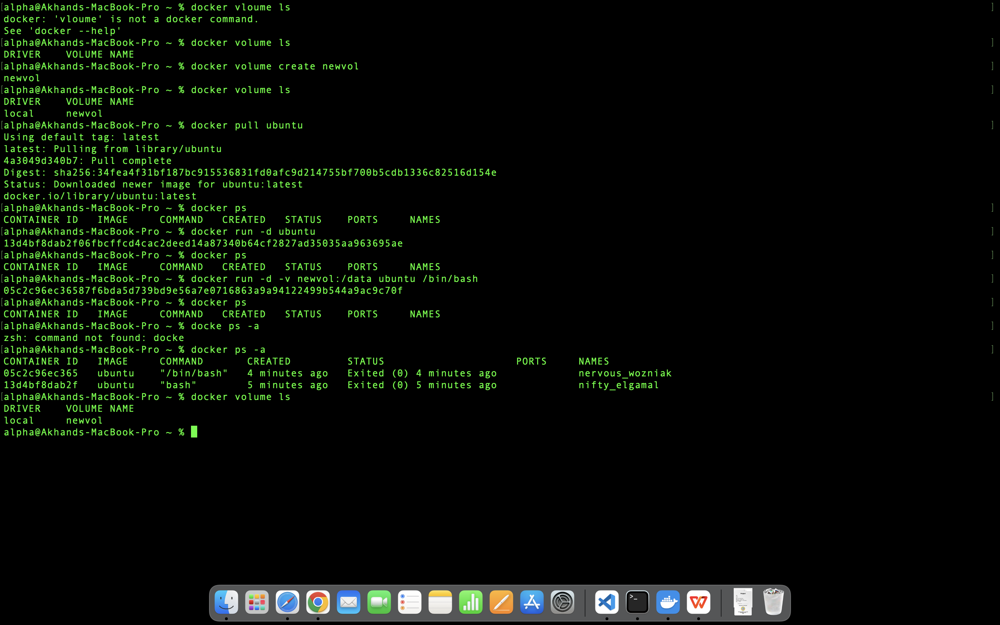 [alpha@Akhands-MacBook-Pro ~ % docker vloume ls ]
docker: 'vloume' is not a docker command.
See 'docker --help'
[alpha@Akhands-MacBook-Pro ~ % docker volume ls ]
DRIVER    VOLUME NAME
[alpha@Akhands-MacBook-Pro ~ % docker volume create newvol ]
newvol
[alpha@Akhands-MacBook-Pro ~ % docker volume ls ]
DRIVER    VOLUME NAME
local     newvol
[alpha@Akhands-MacBook-Pro ~ % docker pull ubuntu ]
Using default tag: latest
latest: Pulling from library/ubuntu
4a3049d340b7: Pull complete
Digest: sha256:34fea4f31bf187bc915536831fd0afc9d214755bf700b5cdb1336c82516d154e
Status: Downloaded newer image for ubuntu:latest
docker.io/library/ubuntu:latest
[alpha@Akhands-MacBook-Pro ~ % docker ps ]
CONTAINER ID   IMAGE     COMMAND   CREATED   STATUS    PORTS     NAMES
[alpha@Akhands-MacBook-Pro ~ % docker run -d ubuntu ]
13d4bf8dab2f06fbcffcd4cac2deed14a87340b64cf2827ad35035aa963695ae
[alpha@Akhands-MacBook-Pro ~ % docker ps ]
CONTAINER ID   IMAGE     COMMAND   CREATED   STATUS    PORTS     NAMES
[alpha@Akhands-MacBook-Pro ~ % docker run -d -v newvol:/data ubuntu /bin/bash ]
05c2c96ec36587f6bda5d739bd9e56a7e0716863a9a94122499b544a9ac9c70f
[alpha@Akhands-MacBook-Pro ~ % docker ps ]
CONTAINER ID   IMAGE     COMMAND   CREATED   STATUS    PORTS     NAMES
[alpha@Akhands-MacBook-Pro ~ % docke ps -a ]
zsh: command not found: docke
[alpha@Akhands-MacBook-Pro ~ % docker ps -a ]
CONTAINER ID   IMAGE     COMMAND       CREATED         STATUS                     PORTS     NAMES
05c2c96ec365   ubuntu    "/bin/bash"   4 minutes ago   Exited (0) 4 minutes ago             nervous_wozniak
13d4bf8dab2f   ubuntu    "bash"        5 minutes ago   Exited (0) 5 minutes ago             nifty_elgamal
[alpha@Akhands-MacBook-Pro ~ % docker volume ls ]
DRIVER    VOLUME NAME
local     newvol
alpha@Akhands-MacBook-Pro ~ %